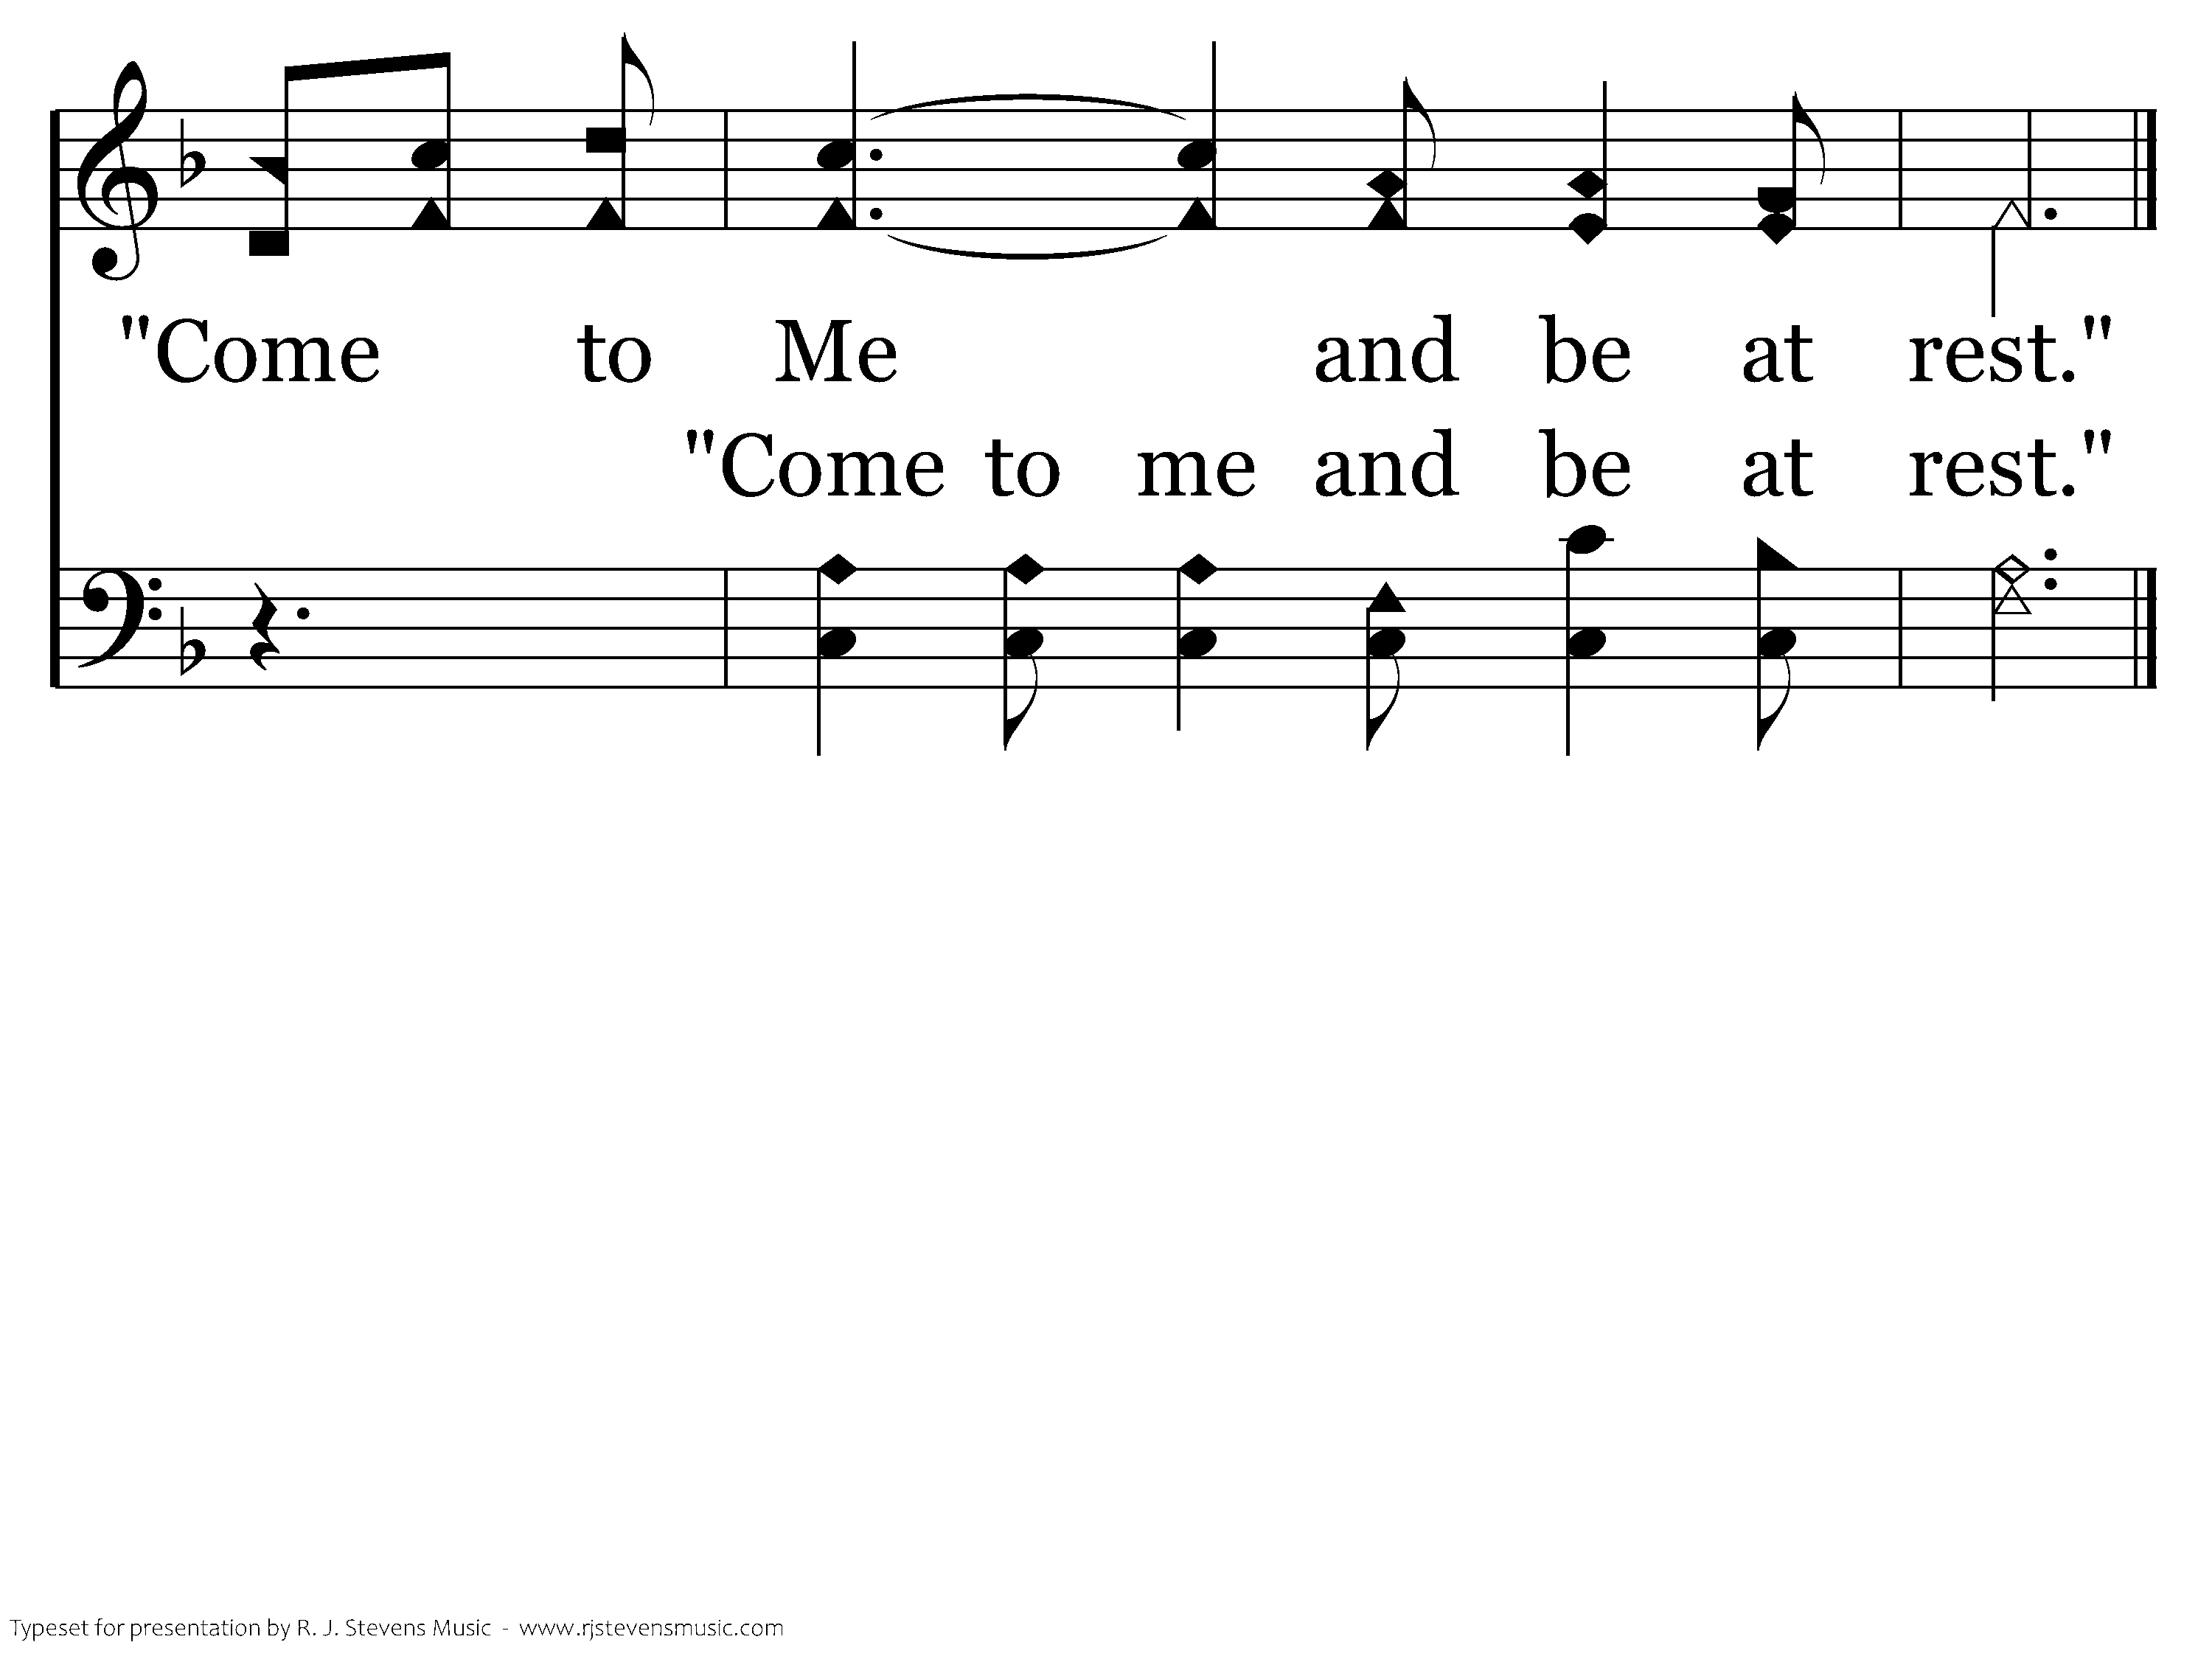 "Come to Me and be at rest."
"Come to me and be at rest."
Typeset for presentation by R. J. Stevens Music - www.rjstevensmusic.com